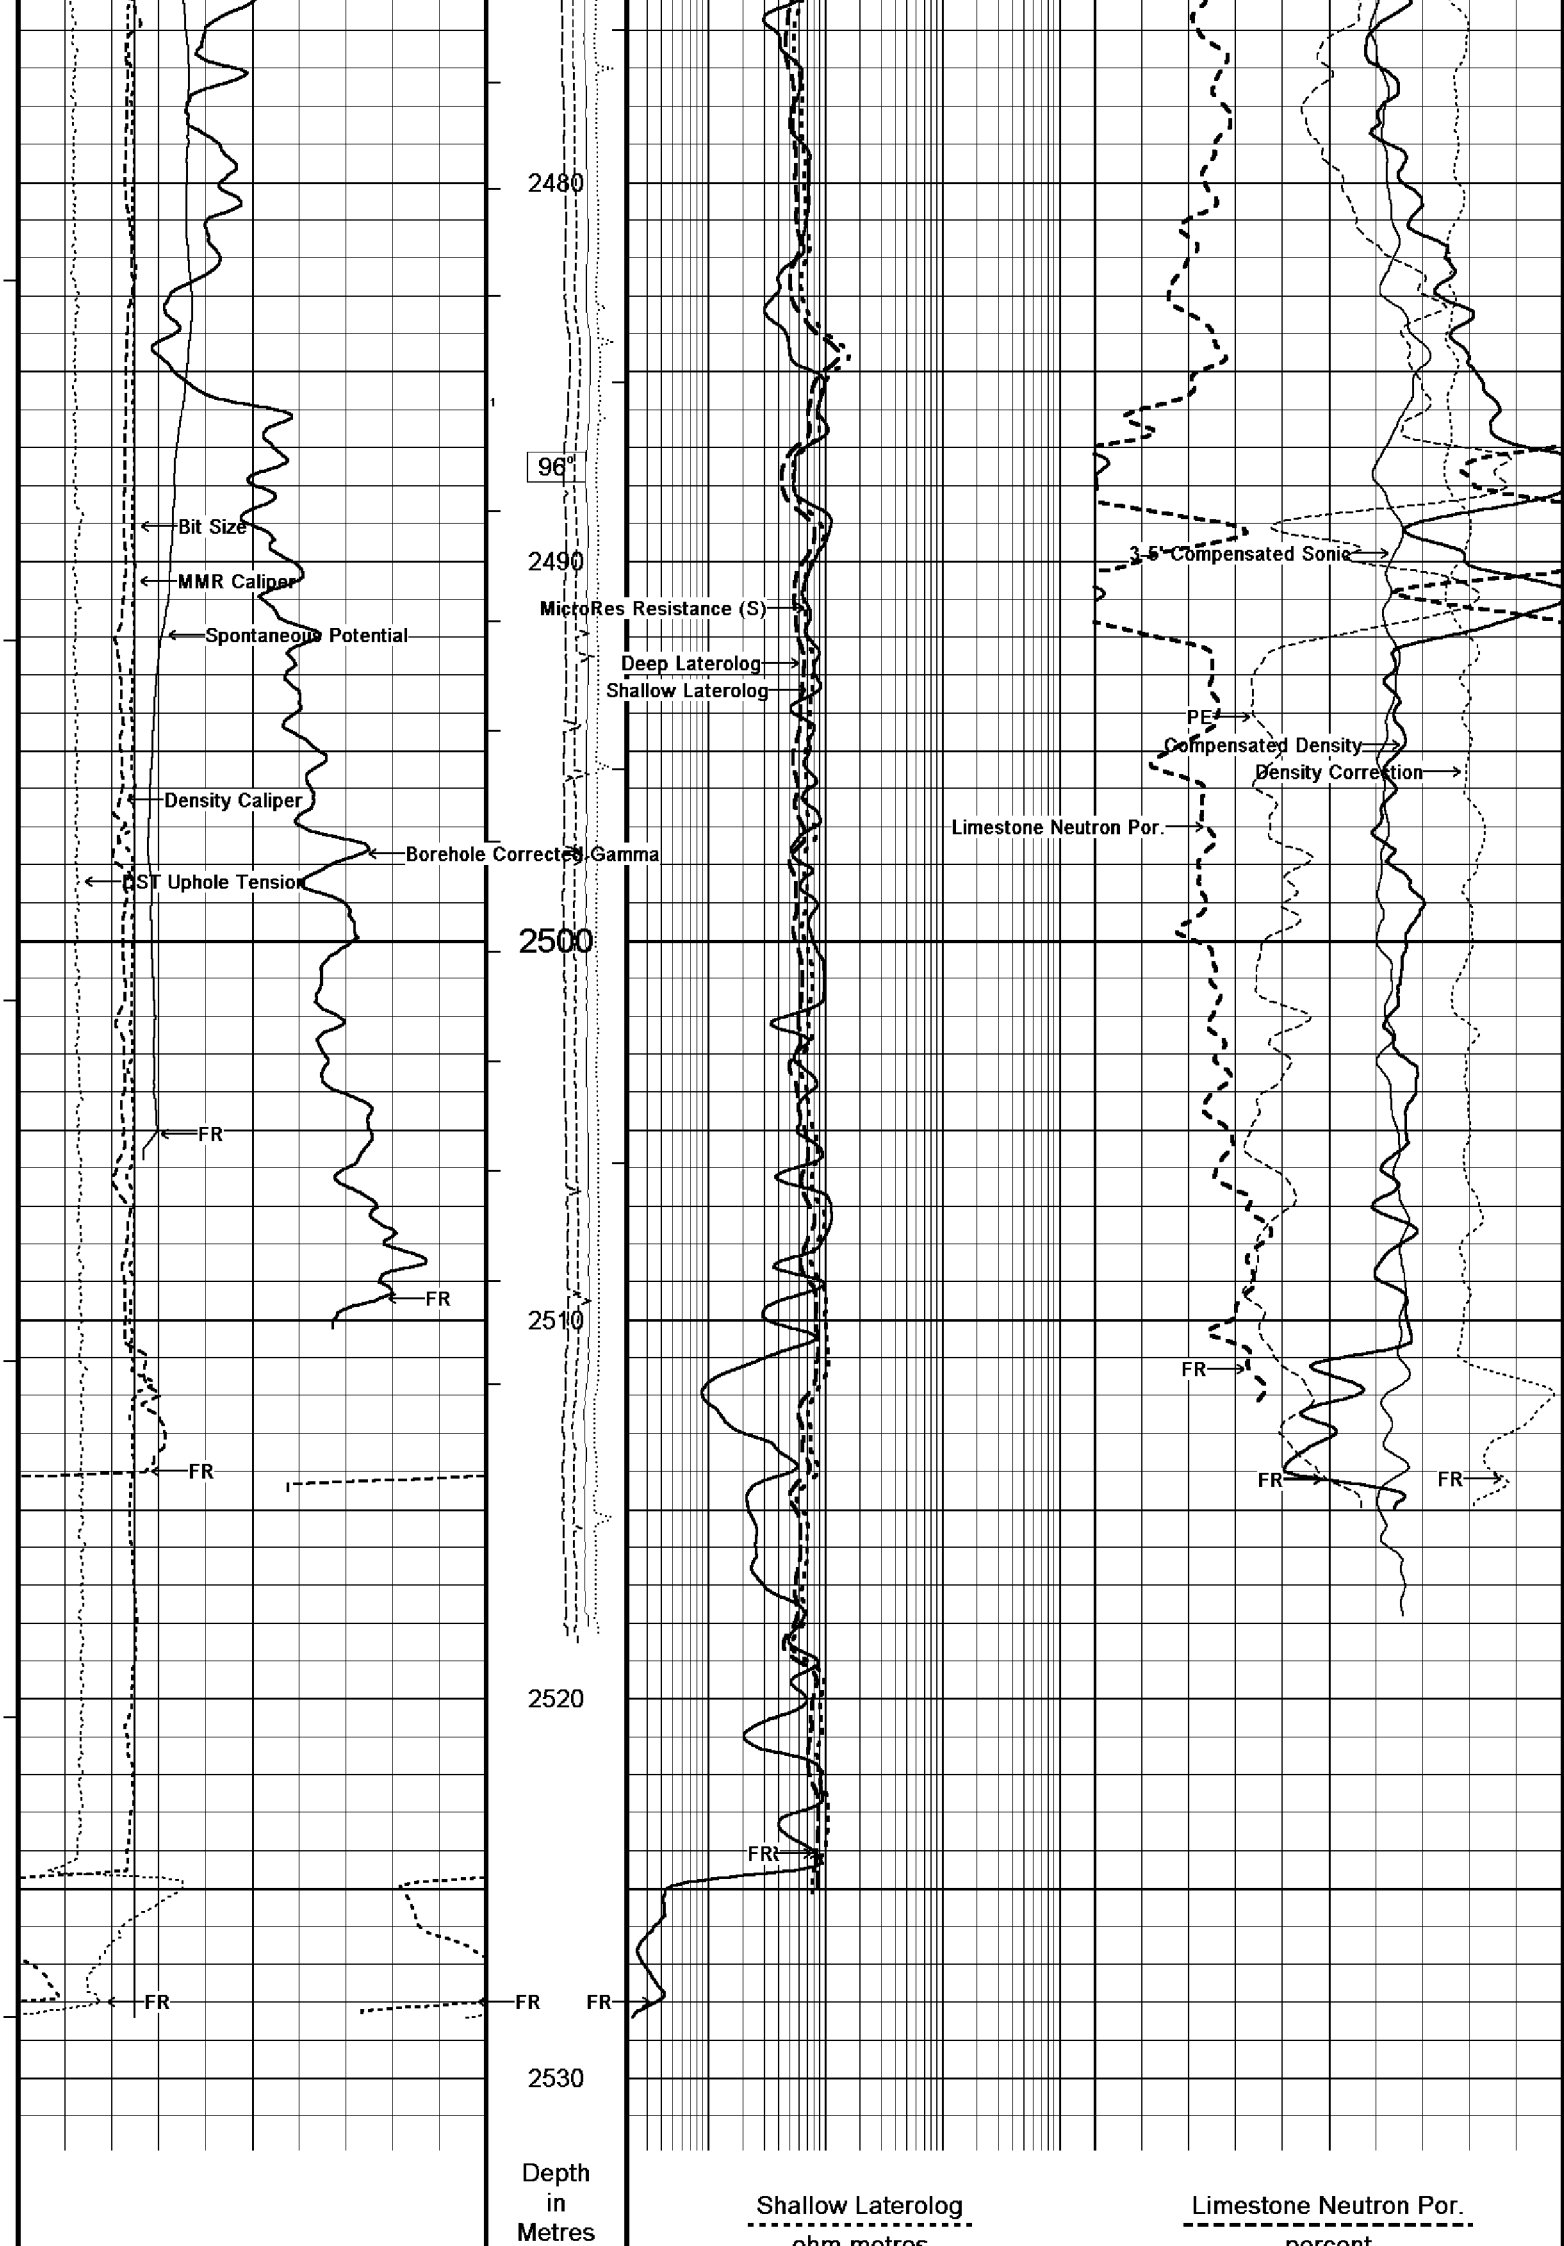 2480
96°
Bit Size
3-5' Compensated Sonic
2490
MMR Caliper
MicroRes Resistance (S)
Spontaneous Potential
Deep Laterolog
Shallow Laterolog
PE
Compensated Density
Density Correction
Density Caliper
Limestone Neutron Por.
Borehole Corrected Gamma
DST Uphole Tension
2500
FR
FR
2510
FR
FR
FR
FR
2520
FR
FR
FR
FR
2530
Depth
in
Metres
Shallow Laterolog
ohm metres
Limestone Neutron Por.
percent